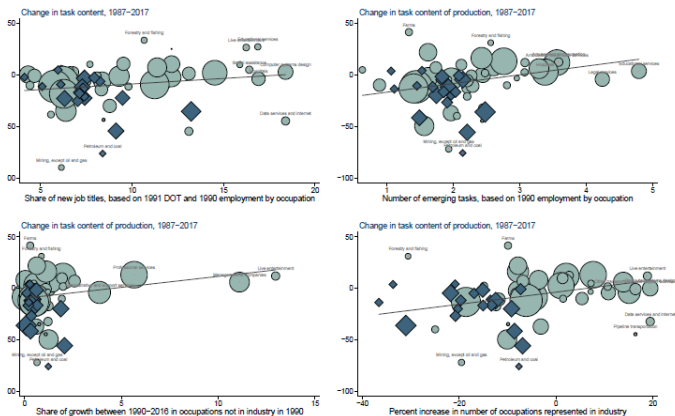 Change in task content, 1987-2017
50
0
50
00
Forestry and fishing
Live entertainment
Computer systems design
Data services and internet
Petroleum and coal
Mining, except oil and gas
5
10
15
20
Share of new job titles, based on 1991 DOT and 1990 employment by occupation
Change in task content of production, 1987-2017
50
0
-50
-100
Farms
Forestry and fishing
Educational services
Legal services
Mining, except oil and gas
Petroleum and coal
1
2
3
4
5
Number of emerging tasks, based on 1990 employment by occupation
Change in task content of production, 1987-2017
50
0
50
00
Farms
Forestry and fishing
Live entertainment
Mining, except oil and gas
Petroleum and coal
0
5
10
15
Share of growth between 1990-2016 in occupations not in industry in 1990
Change in task content of production, 1987-2017
50
0
-50
-100
Farms
Forestry and fishing
Live entertainment
Data services and internet
Pipeline transportation
Mining, except oil and gas
Petroleum and coal
-40
-20
0
20
Percent increase in number of occupations represented in industry